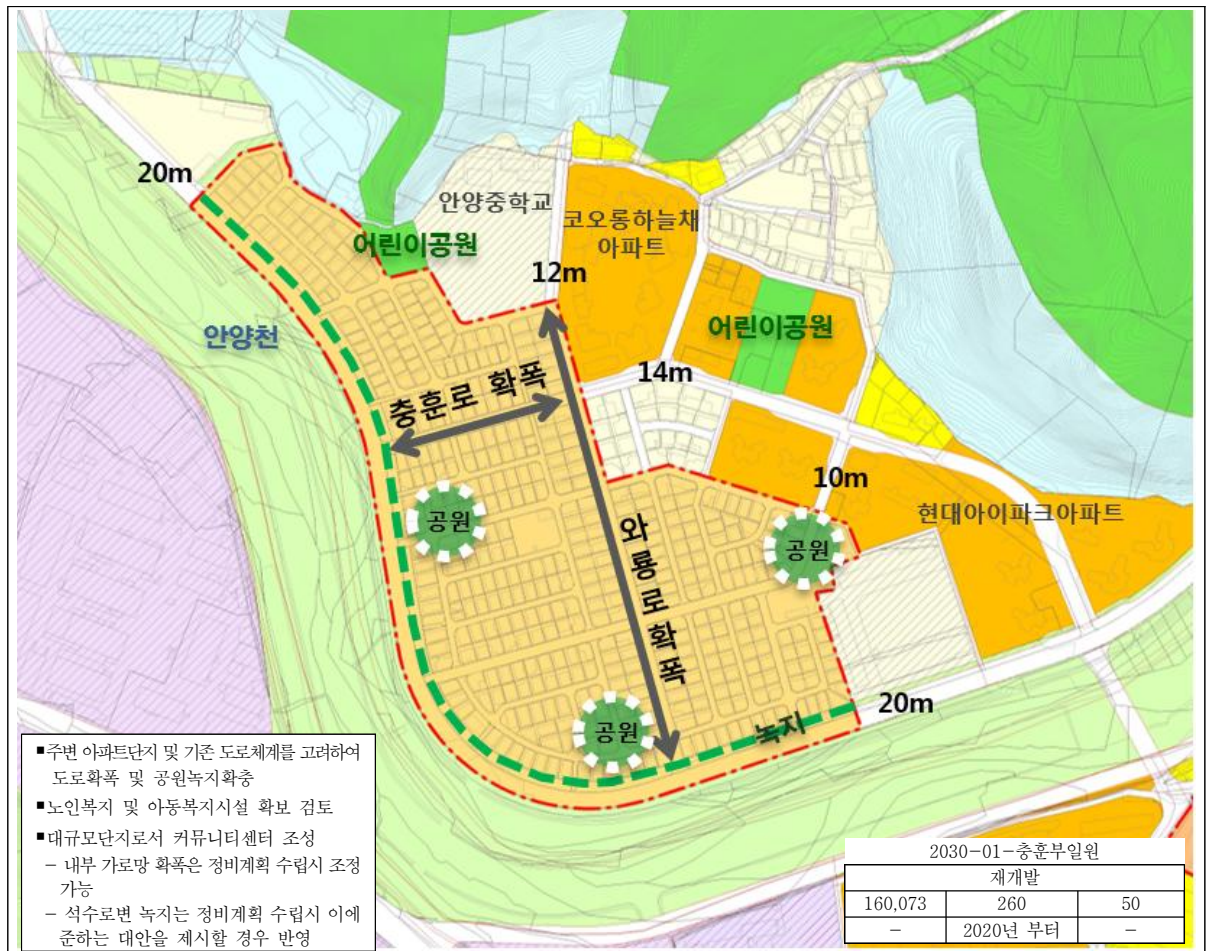 20m
안양중학교
코오롱하늘채
아파트
어린이공원
12m
안양천
어린이공원
14m
충훈로 확폭
10m
현대아이파크아파트
공원
공원
와룡로확폭
20m
공원
녹지
■주변 아파트단지 및 기존 도로체계를 고려하여
도로확폭 및 공원녹지확충
■노인복지 및 아동복지시설 확보 검토
■대규모단지로서 커뮤니티센터 조성
- 내부 가로망 확폭은 정비계획 수립시 조정
가능
- 석수로변 녹지는 정비계획 수립시 이에
준하는 대안을 제시할 경우 반영
2030-01-충훈부일원
재개발
160,073 260 50
- 2020년 부터 -